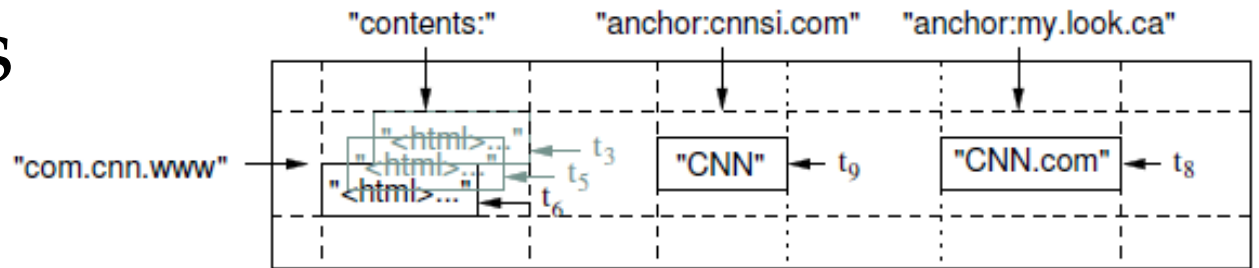 "contents:" "anchor:cnnsi.com" "anchor:my.look.ca"
s
"<html>..." t3
"com.cnn.www" "<html>..." t5 "CNN" t9 "CNN.com" t8
"<html>..." t6